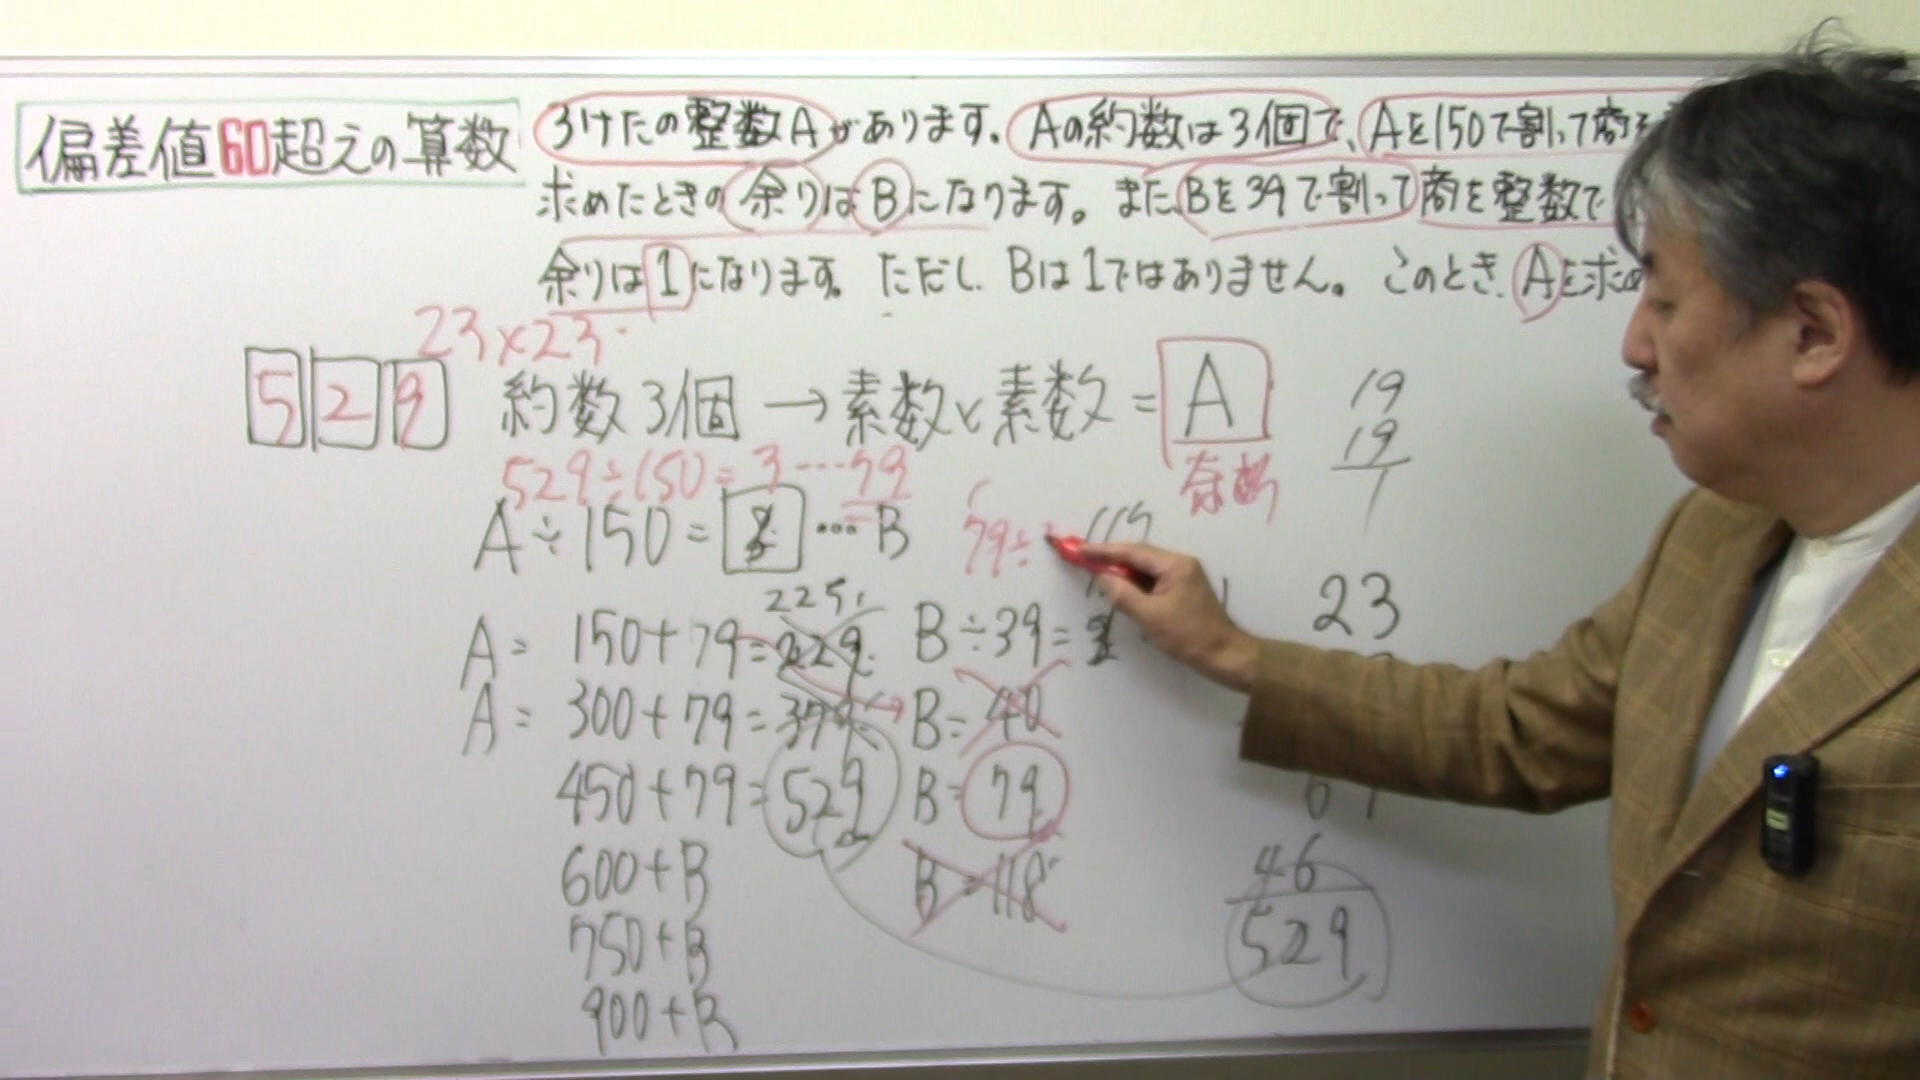 偏差値60超えの算数
3けたの整数Aがあります。Aの約数は3個で、Aを150で割って商を
求めたときの余りはBになります。またBを39で割って商を整数で
余りは1になります。ただし、Bは1ではありません。このとき、Aを求め
23×23
529
約数3個→素数×素数=A
529÷150=3…79
A÷150=… B
79÷
19
19
1
225
A=150+79=229
B÷39=
23
A=300+79=379
B=40
450+79=529
B=79
600+B
B=118
46
750+B
529
900+B